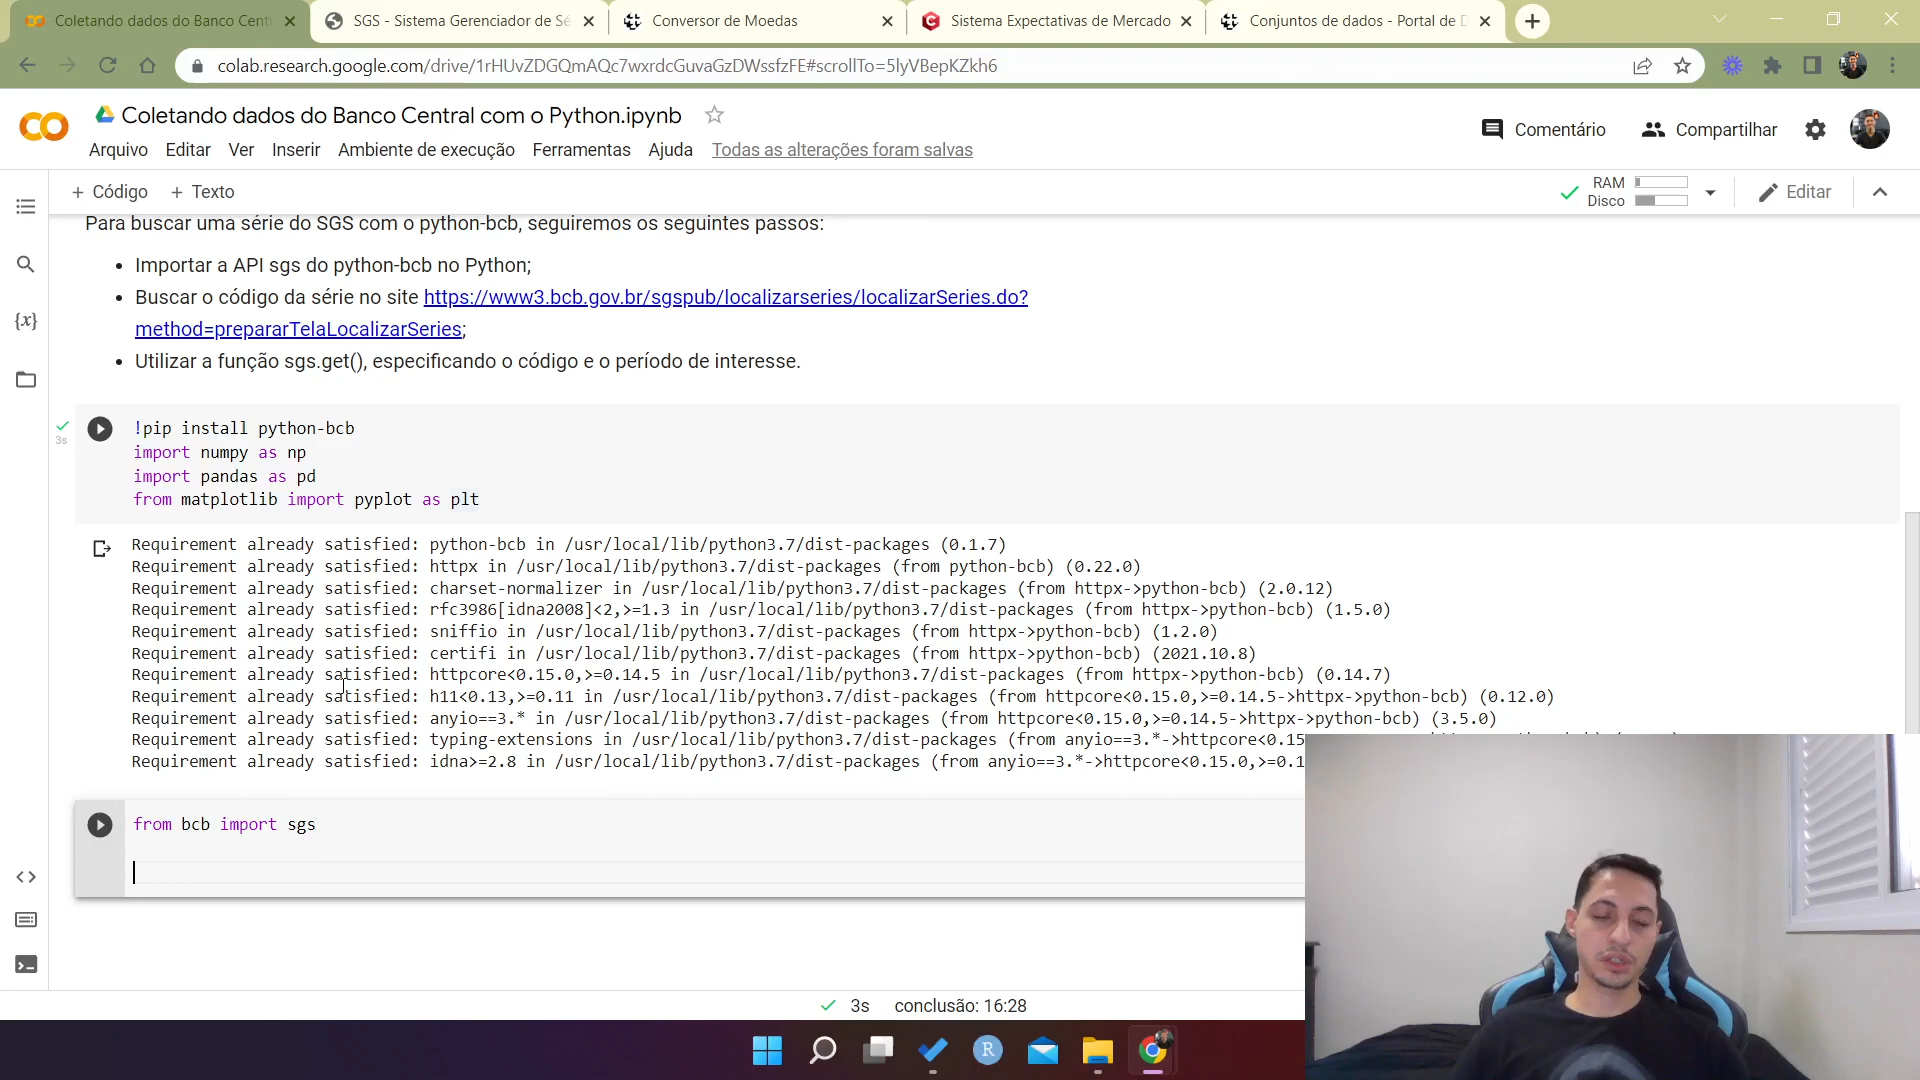 Coletando dados do Banco Cent
SGS - Sistema Gerenciador de Sé
Conversor de Moedas
Sistema Expectativas de Mercado
Conjuntos de dados - Portal de D
colab.research.google.com/drive/1rHUvZDGQmAQc7wxrdcGuvaGzDWssfzFE#scrollTo=5lyVBepKZkh6
Coletando dados do Banco Central com o Python.ipynb
Comentário
Compartilhar
Arquivo Editar Ver Inserir Ambiente de execução Ferramentas Ajuda Todas as alterações foram salvas
+ Código + Texto
RAM
Disco
Editar
Para buscar uma série do SGS com o python-bcb, seguiremos os seguintes passos:
• Importar a API sgs do python-bcb no Python;
• Buscar o código da série no site https://www3.bcb.gov.br/sgspub/localizarseries/localizarSeries.do?
method=prepararTelaLocalizarSeries;
• Utilizar a função sgs.get(), especificando o código e o período de interesse.
3s
!pip install python-bcb
import numpy as np
import pandas as pd
from matplotlib import pyplot as plt
Requirement already satisfied: python-bcb in /usr/local/lib/python3.7/dist-packages (0.1.7)
Requirement already satisfied: httpx in /usr/local/lib/python3.7/dist-packages (from python-bcb) (0.22.0)
Requirement already satisfied: charset-normalizer in /usr/local/lib/python3.7/dist-packages (from httpx->python-bcb) (2.0.12)
Requirement already satisfied: rfc3986[idna2008]<2,>=1.3 in /usr/local/lib/python3.7/dist-packages (from httpx->python-bcb) (1.5.0)
Requirement already satisfied: sniffio in /usr/local/lib/python3.7/dist-packages (from httpx->python-bcb) (1.2.0)
Requirement already satisfied: certifi in /usr/local/lib/python3.7/dist-packages (from httpx->python-bcb) (2021.10.8)
Requirement already satisfied: httpcore<0.15.0,>=0.14.5 in /usr/local/lib/python3.7/dist-packages (from httpx->python-bcb) (0.14.7)
Requirement already satisfied: h11<0.13,>=0.11 in /usr/local/lib/python3.7/dist-packages (from httpcore<0.15.0,>=0.14.5->httpx->python-bcb) (0.12.0)
Requirement already satisfied: anyio==3.* in /usr/local/lib/python3.7/dist-packages (from httpcore<0.15.0,>=0.14.5->httpx->python-bcb) (3.5.0)
Requirement already satisfied: typing-extensions in /usr/local/lib/python3.7/dist-packages (from anyio==3.*->httpcore<0.15
Requirement already satisfied: idna>=2.8 in /usr/local/lib/python3.7/dist-packages (from anyio==3.*->httpcore<0.15.0,>=0.1
from bcb import sgs
3s conclusão: 16:28